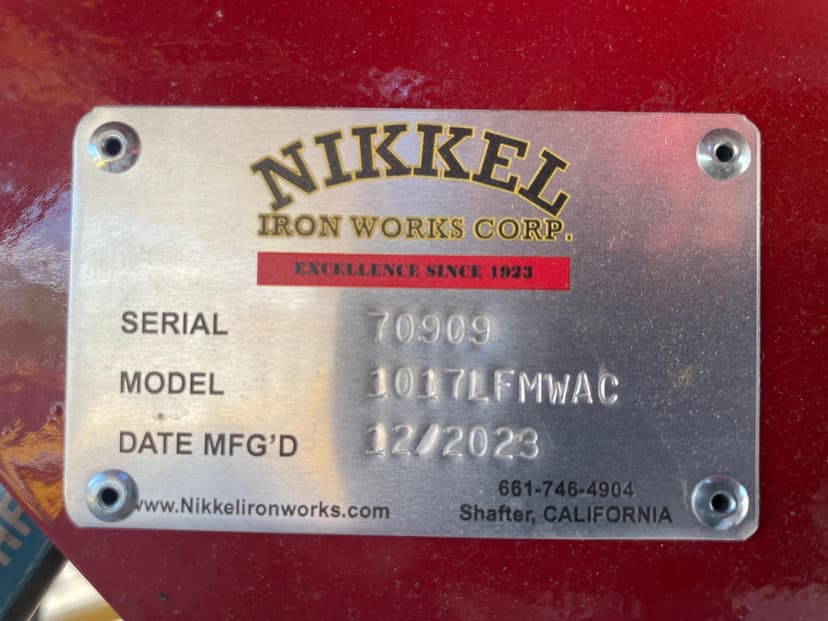 NIKKEL
IRON WORKS CORP.
EXCELLENCE SINCE 1923
SERIAL 70909
MODEL 1017LFMWAC
DATE MFG'D 12/2023
661-746-4904
www.Nikkelironworks.com Shafter, CALIFORNIA